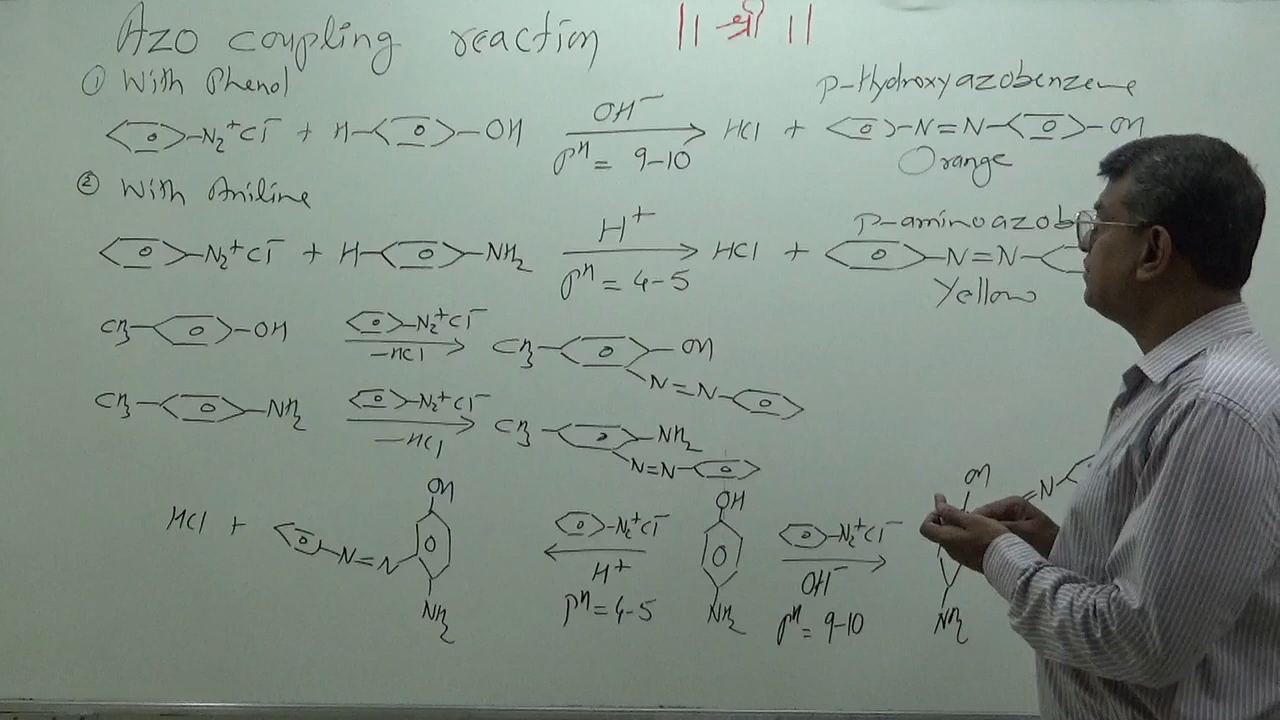 Azo coupling reaction || श्री ||
① With Phenol
p-Hydroxyazobenzene
N₂⁺Cl⁻ + H OH OH⁻ HCl + N=N OH
pH = 9-10 Orange
② With Aniline
p-aminoazob
N₂⁺Cl⁻ + H NH₂ H⁺ HCl + N=N
pH = 4-5 Yellow
CH₃ OH N₂⁺Cl⁻ -HCl CH₃ OH
N=N
CH₃ NH₂ N₂⁺Cl⁻ -HCl CH₃ NH₂
N=N
OH OH OH
HCl + N=N N₂⁺Cl⁻ N₂⁺Cl⁻ =N
H⁺ OH⁻
NH₂ pH = 4-5 NH₂ pH = 9-10 NH₂